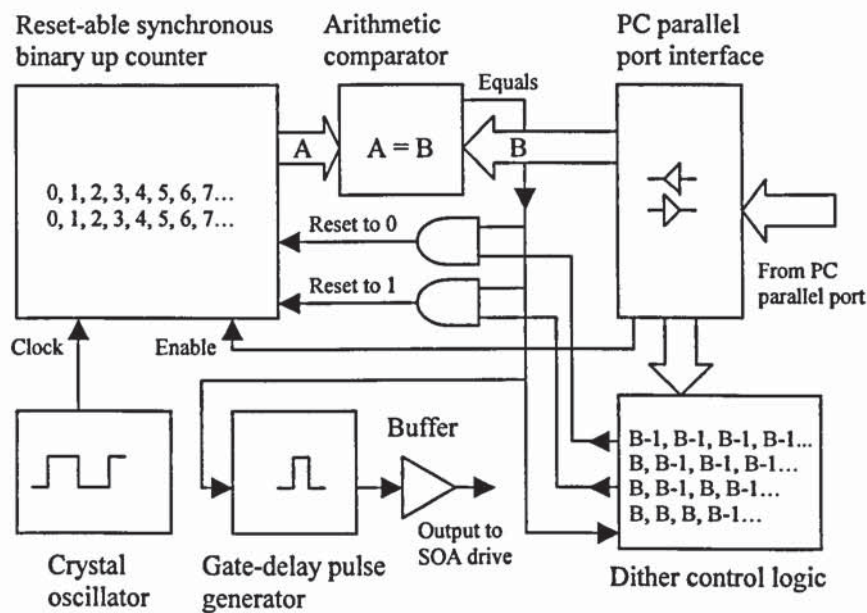 Reset-able synchronous
binary up counter
Arithmetic
comparator
PC parallel
port interface
Equals
A
A = B
B
0, 1, 2, 3, 4, 5, 6, 7...
0, 1, 2, 3, 4, 5, 6, 7...
Reset to 0
Reset to 1
From PC
parallel port
Clock
Enable
Buffer
B-1, B-1, B-1, B-1...
B, B-1, B-1, B-1...
B, B-1, B, B-1...
B, B, B, B-1...
Output to
SOA drive
Crystal
oscillator
Gate-delay pulse
generator
Dither control logic